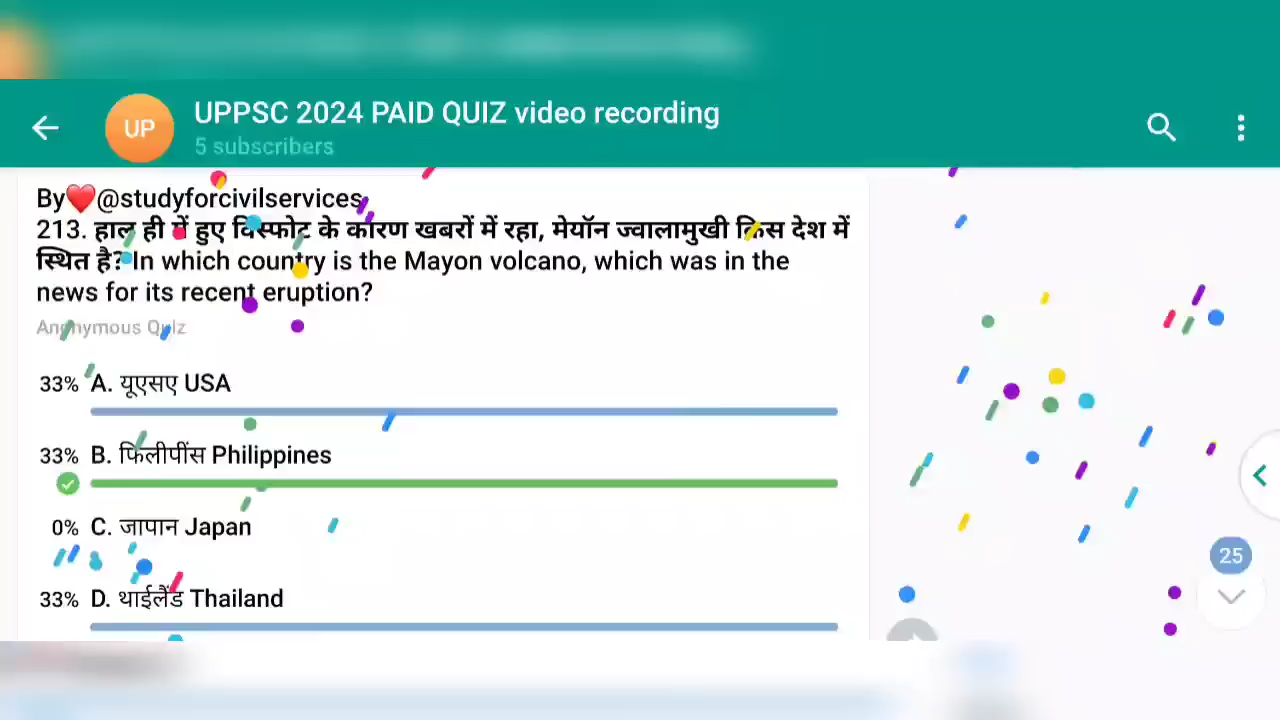 UP
UPPSC 2024 PAID QUIZ video recording
5 subscribers
By❤️@studyforcivilservices
213. हाल ही में हुए विस्फोट के कारण खबरों में रहा, मेयॉन ज्वालामुखी किस देश में
स्थित है? In which country is the Mayon volcano, which was in the
news for its recent eruption?
Anonymous Quiz
33% A. यूएसए USA
33% B. फिलीपींस Philippines
0% C. जापान Japan
33% D. थाईलैंड Thailand
25